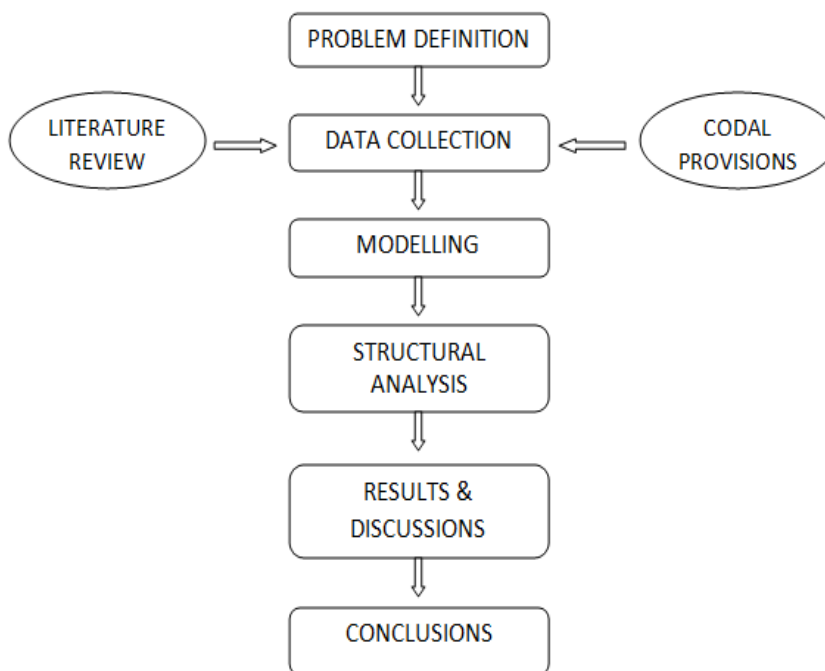 PROBLEM DEFINITION
LITERATURE
REVIEW
DATA COLLECTION
CODAL
PROVISIONS
MODELLING
STRUCTURAL
ANALYSIS
RESULTS &
DISCUSSIONS
CONCLUSIONS